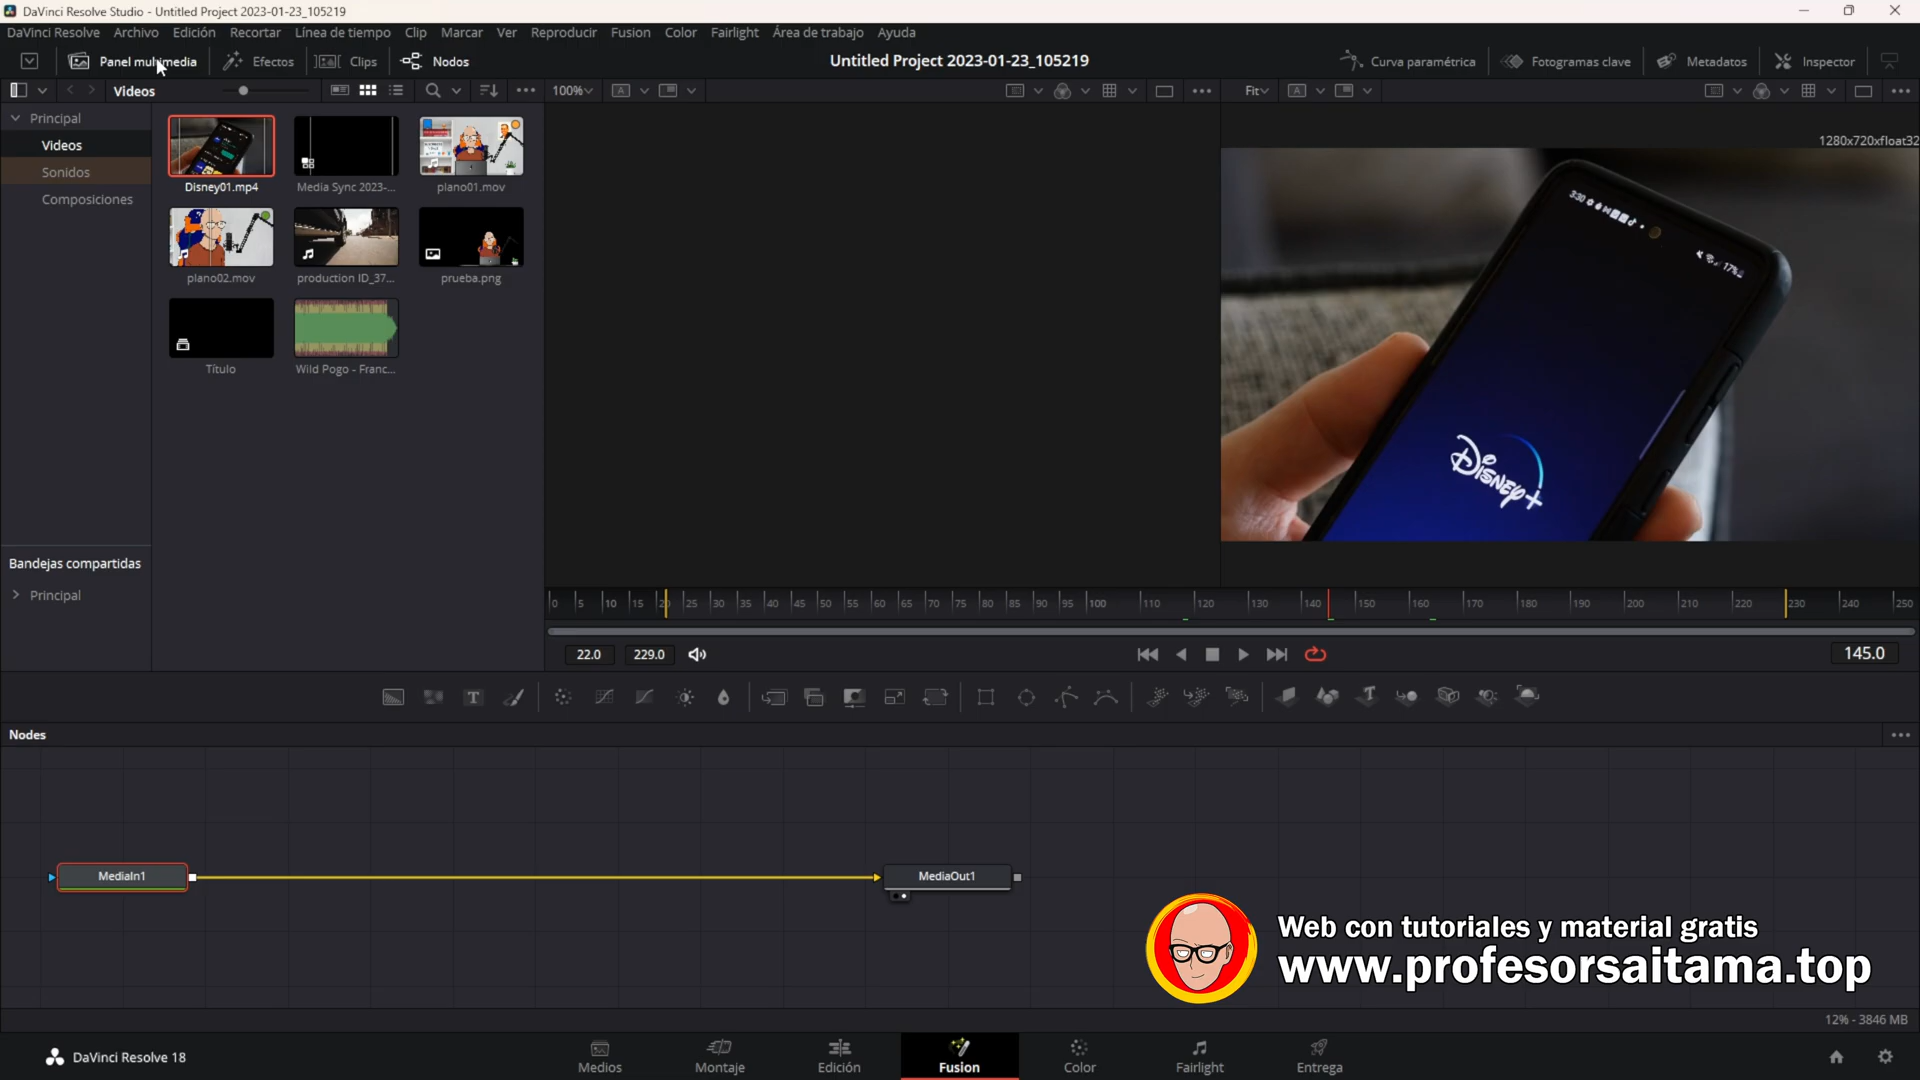 DaVinci Resolve Studio - Untitled Project 2023-01-23_105219
DaVinci Resolve Archivo Edición Recortar Línea de tiempo Clip Marcar Ver Reproducir Fusion Color Fairlight Área de trabajo Ayuda
Panel multimedia Efectos Clips Nodos Untitled Project 2023-01-23_105219 Curva paramétrica Fotogramas clave Metadatos Inspector
Videos 100% A Fit A
Principal
Videos
Sonidos
Composiciones
Disney01.mp4 Media Sync 2023-... plano01.mov
plano02.mov production ID_37... prueba.png
Título Wild Pogo - Franc...
1280x720xfloat32
3:30
17%
Disney+
Bandejas compartidas
Principal
0 5 10 15 20 25 30 35 40 45 50 55 60 65 70 75 80 85 90 95 100 110 120 130 140 150 160 170 180 190 200 210 220 230 240 250
22.0 229.0 145.0
Nodes
MediaIn1 MediaOut1
Web con tutoriales y material gratis
www.profesorsaitama.top
12% - 3846 MB
DaVinci Resolve 18 Medios Montaje Edición Fusion Color Fairlight Entrega